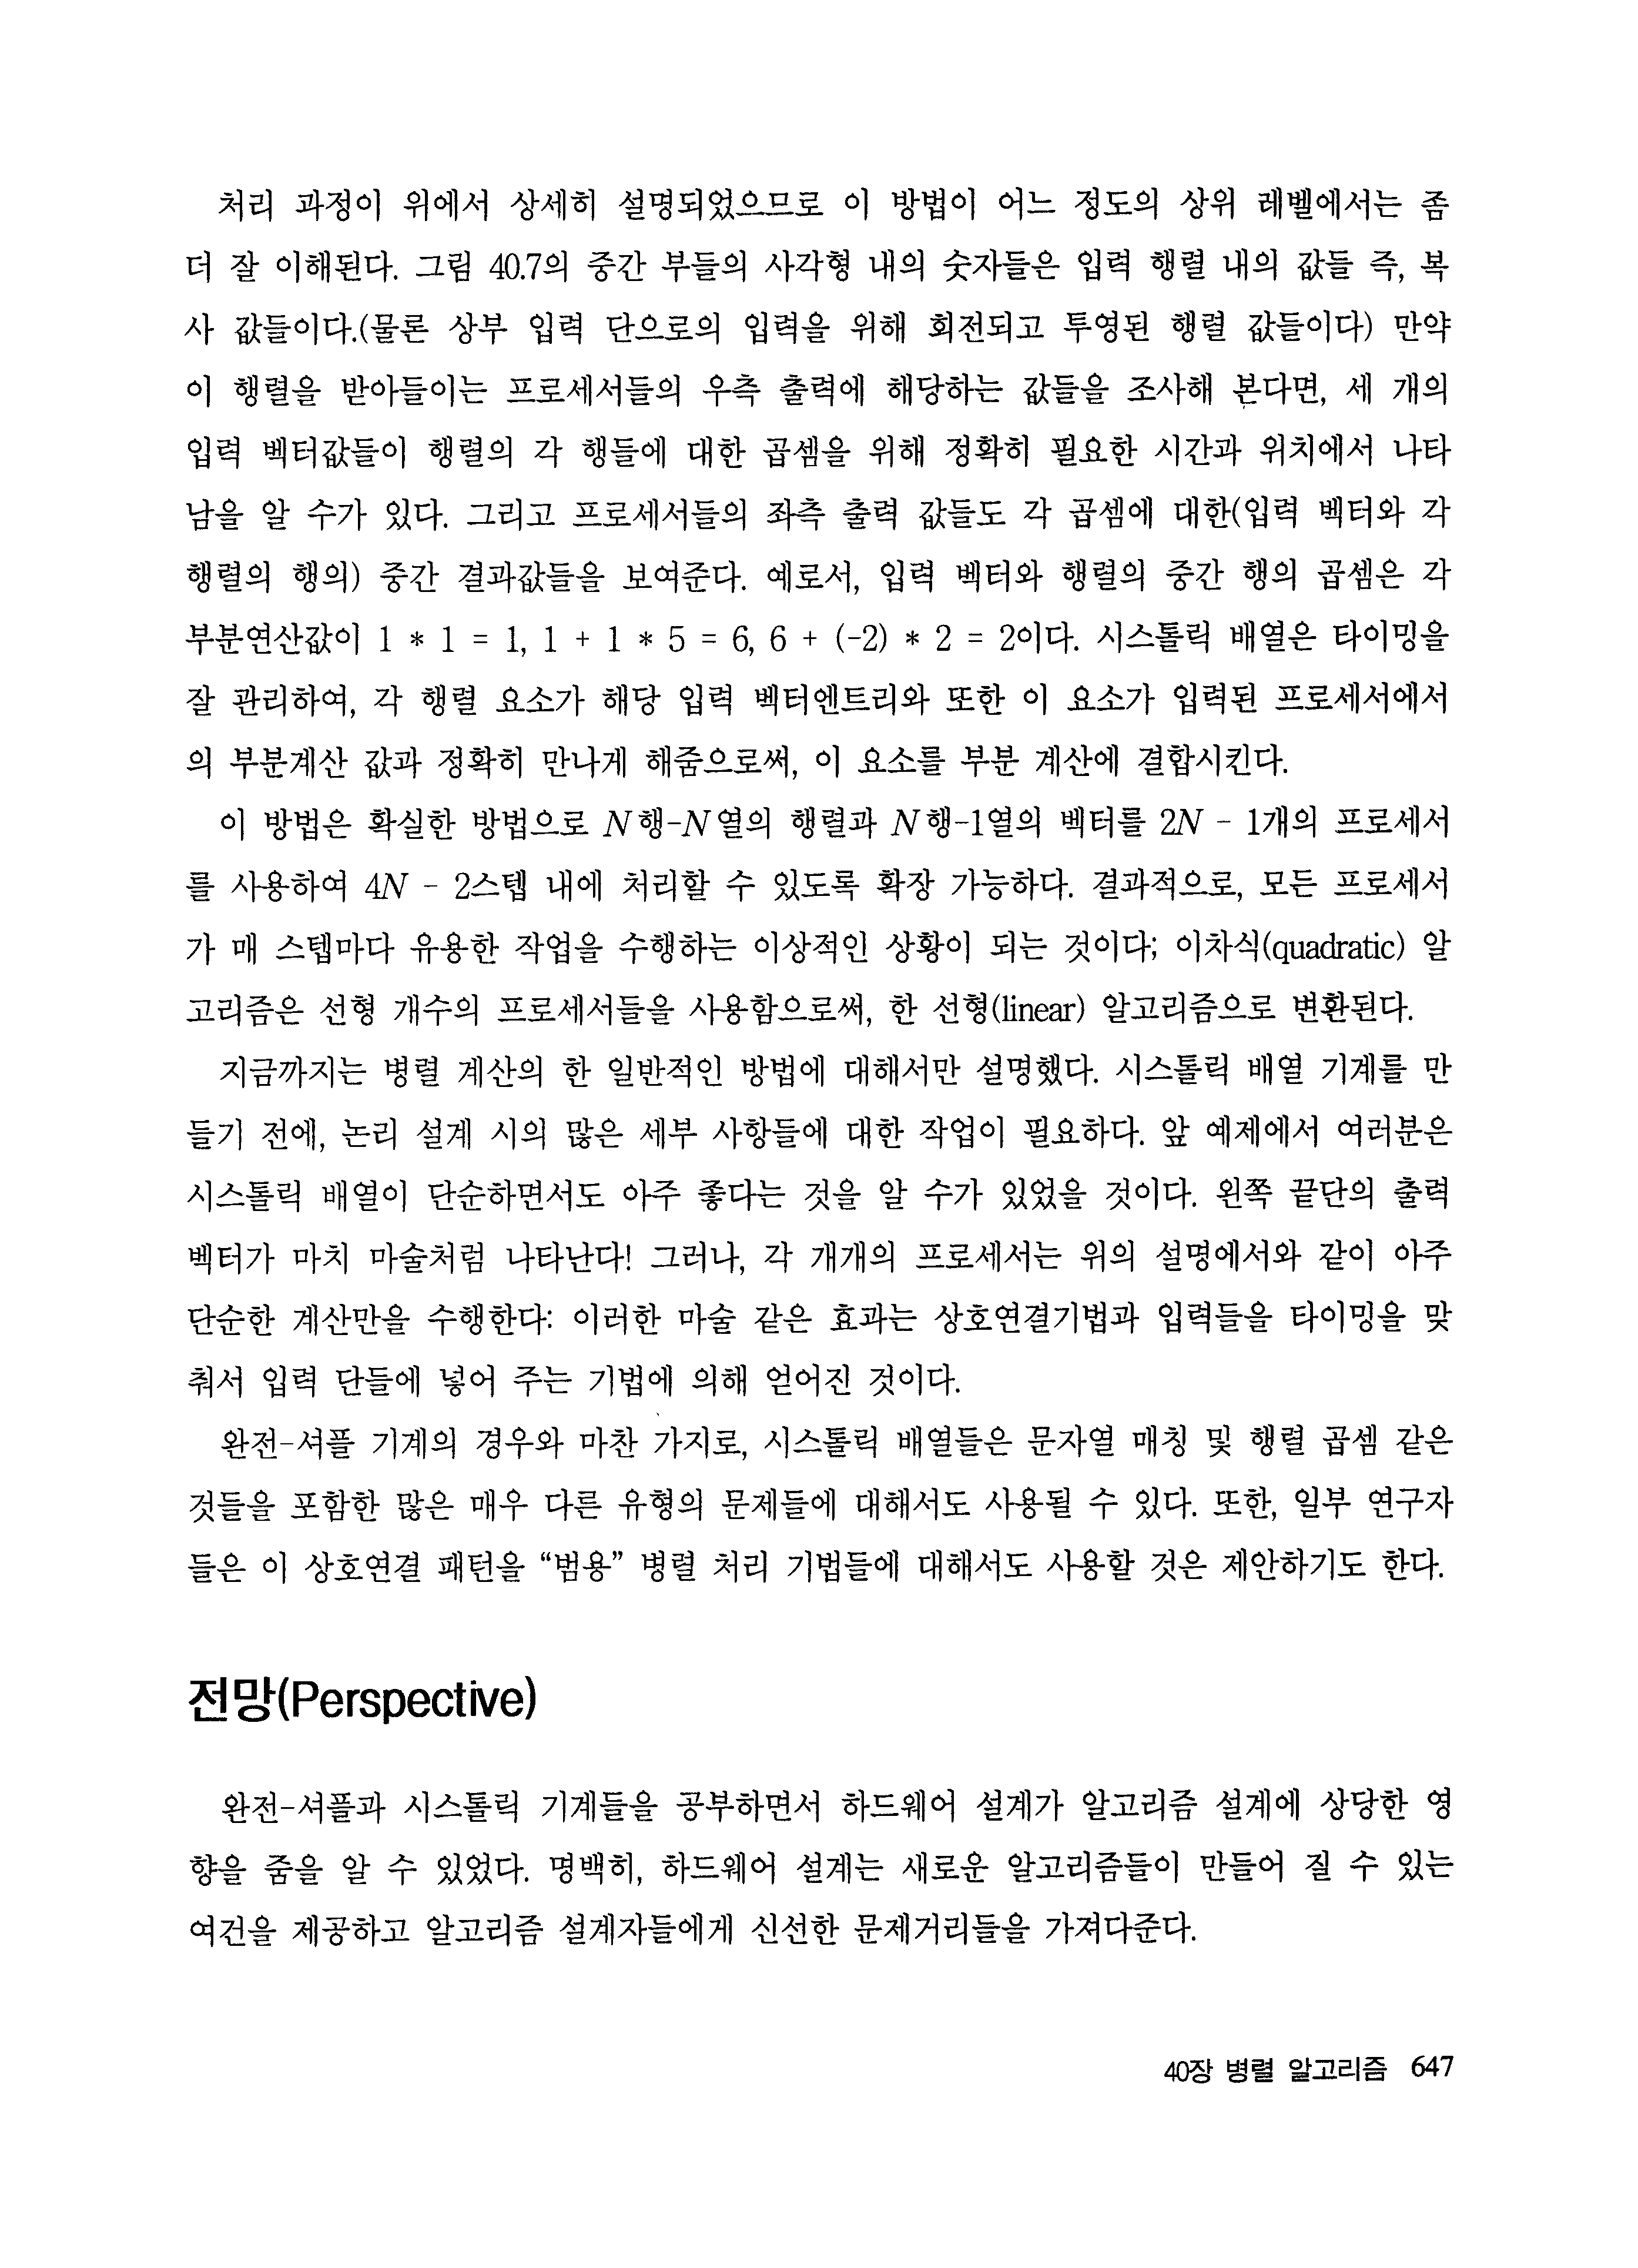 처리 과정이 위에서 상세히 설명되었으므로 이 방법이 어느 정도의 상위 레벨에서는 좀
더 잘 이해된다. 그림 40.7의 중간 부들의 사각형 내의 숫자들은 입력 행렬 내의 값들 즉, 복
사 값들이다.(물론 상부 입력 단으로의 입력을 위해 회전되고 투영된 행렬 값들이다) 만약
이 행렬을 받아들이는 프로세서들의 우측 출력에 해당하는 값들을 조사해 본다면, 세 개의
입력 벡터값들이 행렬의 각 행들에 대한 곱셈을 위해 정확히 필요한 시간과 위치에서 나타
남을 알 수가 있다. 그리고 프로세서들의 좌측 출력 값들도 각 곱셈에 대한(입력 벡터와 각
행렬의 행의) 중간 결과값들을 보여준다. 예로서, 입력 벡터와 행렬의 중간 행의 곱셈은 각
부분연산값이 1 * 1 = 1, 1 + 1 * 5 = 6, 6 + (-2) * 2 = 2이다. 시스톨릭 배열은 타이밍을
잘 관리하여, 각 행렬 요소가 해당 입력 벡터엔트리와 또한 이 요소가 입력된 프로세서에서
의 부분계산 값과 정확히 만나게 해줌으로써, 이 요소를 부분 계산에 결합시킨다.
이 방법은 확실한 방법으로 N행-N열의 행렬과 N행-1열의 벡터를 2N - 1개의 프로세서
를 사용하여 4N - 2스텝 내에 처리할 수 있도록 확장 가능하다. 결과적으로, 모든 프로세서
가 매 스텝마다 유용한 작업을 수행하는 이상적인 상황이 되는 것이다; 이차식(quadratic) 알
고리즘은 선형 개수의 프로세서들을 사용함으로써, 한 선형(linear) 알고리즘으로 변환된다.
지금까지는 병렬 계산의 한 일반적인 방법에 대해서만 설명했다. 시스톨릭 배열 기계를 만
들기 전에, 논리 설계 시의 많은 세부 사항들에 대한 작업이 필요하다. 앞 예제에서 여러분은
시스톨릭 배열이 단순하면서도 아주 좋다는 것을 알 수가 있었을 것이다. 왼쪽 끝단의 출력
벡터가 마치 마술처럼 나타난다! 그러나, 각 개개의 프로세서는 위의 설명에서와 같이 아주
단순한 계산만을 수행한다: 이러한 마술 같은 효과는 상호연결기법과 입력들을 타이밍을 맞
춰서 입력 단들에 넣어 주는 기법에 의해 얻어진 것이다.
완전-셔플 기계의 경우와 마찬 가지로, 시스톨릭 배열들은 문자열 매칭 및 행렬 곱셈 같은
것들을 포함한 많은 매우 다른 유형의 문제들에 대해서도 사용될 수 있다. 또한, 일부 연구자
들은 이 상호연결 패턴을 “범용” 병렬 처리 기법들에 대해서도 사용할 것은 제안하기도 한다.
전망(Perspective)
완전-셔플과 시스톨릭 기계들을 공부하면서 하드웨어 설계가 알고리즘 설계에 상당한 영
향을 줌을 알 수 있었다. 명백히, 하드웨어 설계는 새로운 알고리즘들이 만들어 질 수 있는
여건을 제공하고 알고리즘 설계자들에게 신선한 문제거리들을 가져다준다.
40장 병렬 알고리즘 647